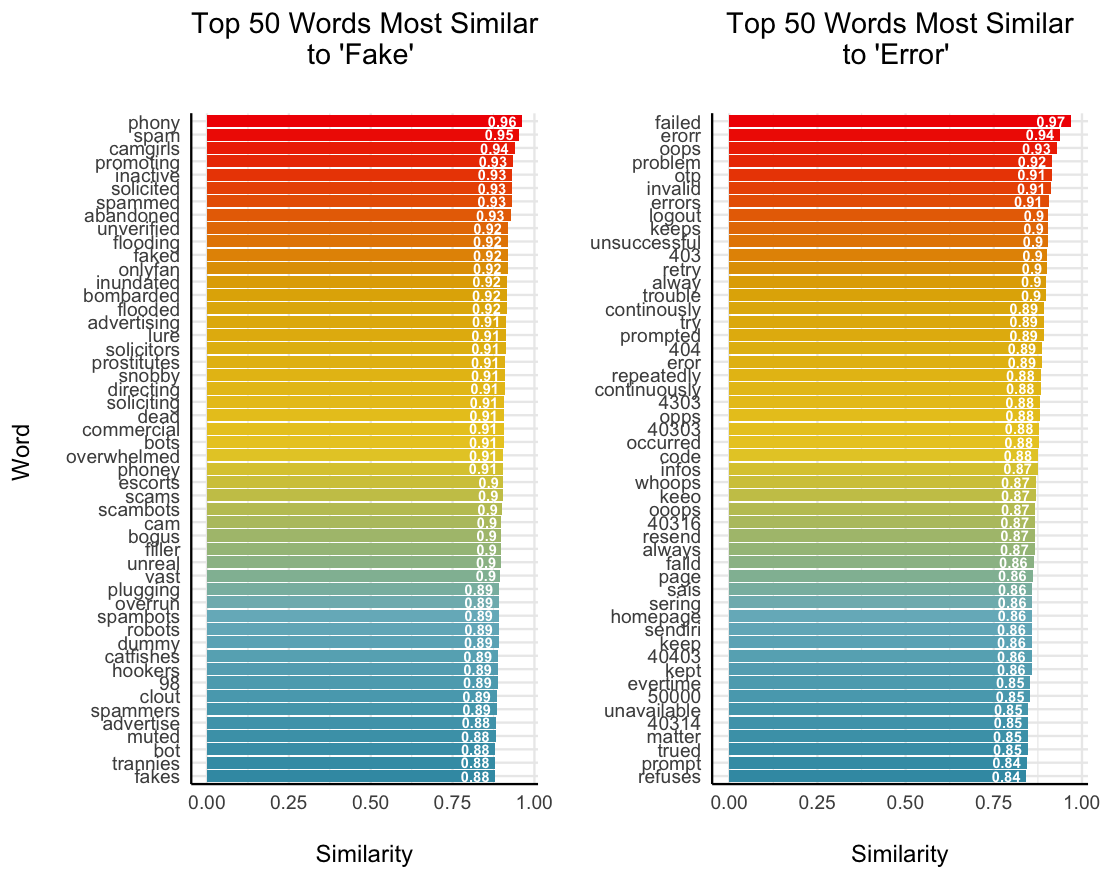 Top 50 Words Most Similar
to 'Fake'
Word
phony 0.96
spam 0.95
camgirls 0.94
promoting 0.93
inactive 0.93
solicited 0.93
spammed 0.93
abandoned 0.93
unverified 0.92
flooding 0.92
faked 0.92
onlyfan 0.92
inundated 0.92
bombarded 0.92
flooded 0.92
advertising 0.91
lure 0.91
solicitors 0.91
prostitutes 0.91
snobby 0.91
directing 0.91
soliciting 0.91
dead 0.91
commercial 0.91
bots 0.91
overwhelmed 0.91
phoney 0.91
escorts 0.9
scams 0.9
scambots 0.9
cam 0.9
bogus 0.9
filler 0.9
unreal 0.9
vast 0.9
plugging 0.89
overrun 0.89
spambots 0.89
robots 0.89
dummy 0.89
catfishes 0.89
hookers 0.89
98 0.89
clout 0.89
spammers 0.89
advertise 0.88
muted 0.88
bot 0.88
trannies 0.88
fakes 0.88
0.00 0.25 0.50 0.75 1.00
Similarity
Top 50 Words Most Similar
to 'Error'
failed 0.97
erorr 0.94
oops 0.93
problem 0.92
otp 0.91
invalid 0.91
errors 0.91
logout 0.9
keeps 0.9
unsuccessful 0.9
403 0.9
retry 0.9
alway 0.9
trouble 0.9
continously 0.89
try 0.89
prompted 0.89
404 0.89
eror 0.89
repeatedly 0.88
continuously 0.88
4303 0.88
opps 0.88
40303 0.88
occurred 0.88
code 0.88
infos 0.87
whoops 0.87
keeo 0.87
ooops 0.87
40316 0.87
resend 0.87
always 0.87
faild 0.86
page 0.86
sais 0.86
sering 0.86
homepage 0.86
sendiri 0.86
keep 0.86
40403 0.86
kept 0.86
evertime 0.85
50000 0.85
unavailable 0.85
40314 0.85
matter 0.85
trued 0.85
prompt 0.84
refuses 0.84
0.00 0.25 0.50 0.75 1.00
Similarity